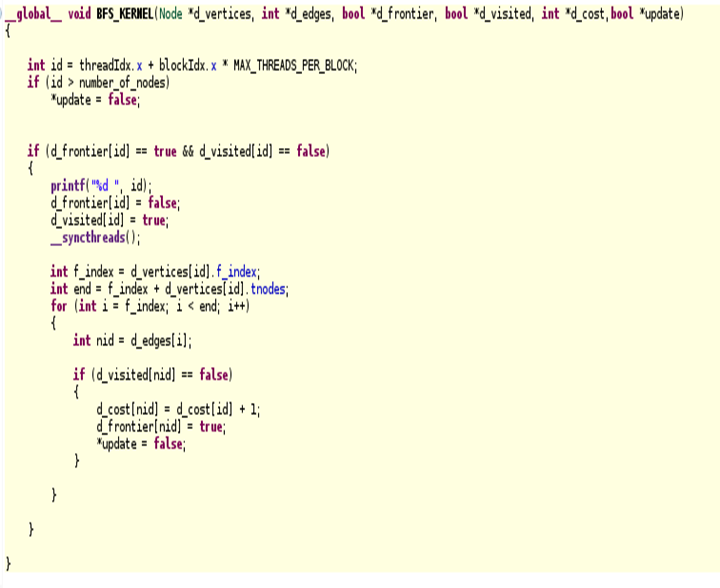 __global__ void BFS_KERNEL(Node *d_vertices, int *d_edges, bool *d_frontier, bool *d_visited, int *d_cost,bool *update)
{
int id = threadIdx.x + blockIdx.x * MAX_THREADS_PER_BLOCK;
if (id > number_of_nodes)
*update = false;
if (d_frontier[id] == true && d_visited[id] == false)
{
printf("%d ", id);
d_frontier[id] = false;
d_visited[id] = true;
__syncthreads();
int f_index = d_vertices[id].f_index;
int end = f_index + d_vertices[id].tnodes;
for (int i = f_index; i < end; i++)
{
int nid = d_edges[i];
if (d_visited[nid] == false)
{
d_cost[nid] = d_cost[id] + 1;
d_frontier[nid] = true;
*update = false;
}
}
}
}